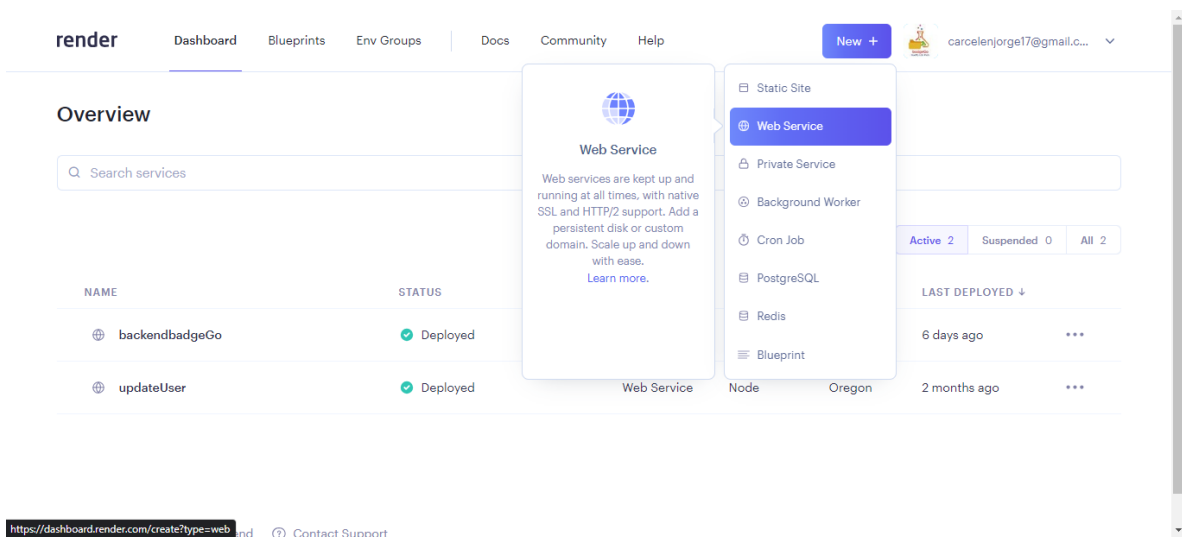 render
Dashboard Blueprints Env Groups Docs Community Help New + carcelenjorge17@gmail.c...
Overview
Search services
Web Service
Web services are kept up and
running at all times, with native
SSL and HTTP/2 support. Add a
persistent disk or custom
domain. Scale up and down
with ease.
Learn more.
Static Site
Web Service
Private Service
Background Worker
Cron Job
PostgreSQL
Redis
Blueprint
Active 2 Suspended 0 All 2
NAME STATUS LAST DEPLOYED ↓
backendbadgeGo Deployed 6 days ago •••
updateUser Deployed Web Service Node Oregon 2 months ago •••
https://dashboard.render.com/create?type=web
Contact Support